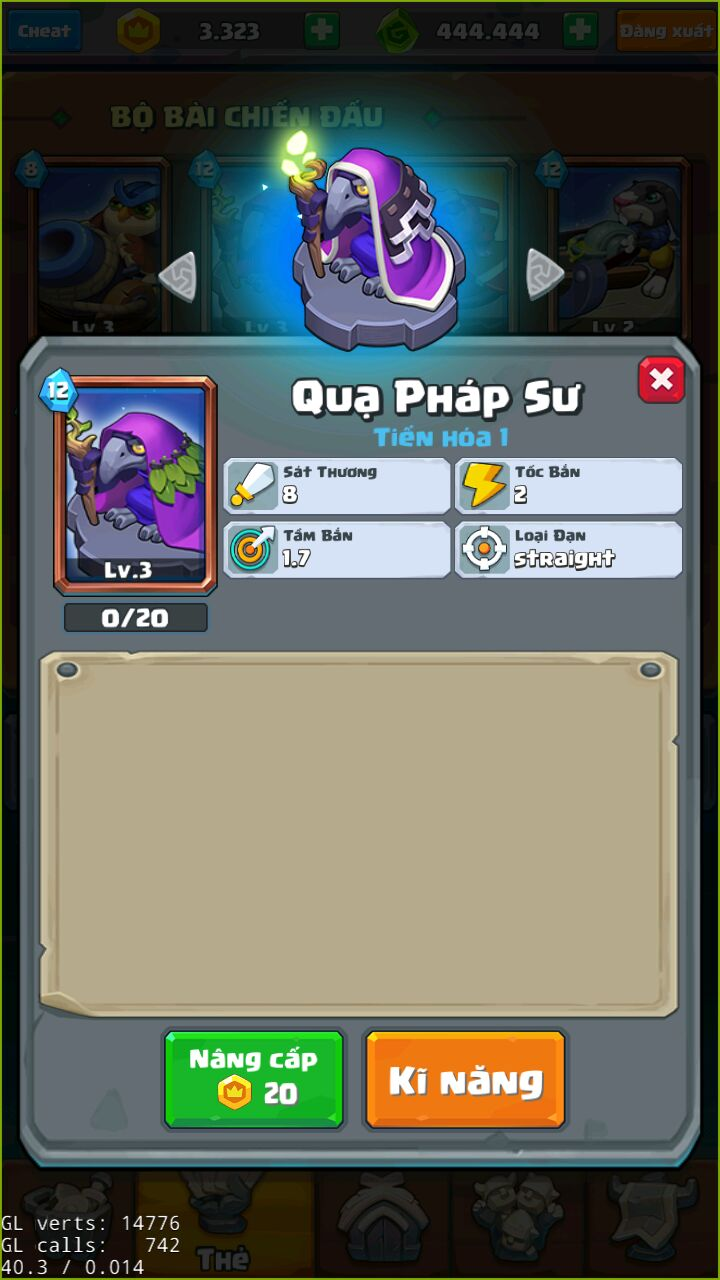 Cheat
3.323
444.444
Đăng xuất
BỘ BÀI CHIẾN ĐẤU
8
12
12
Lv 3
Lv 3
Lv 2
12
Quạ Pháp Sư
Tiến Hóa 1
Sát Thương
8
Tốc Bắn
2
Tầm Bắn
1.7
Loại Đạn
straight
Lv.3
0/20
Nâng cấp
20
Kĩ năng
Thẻ
GL verts: 14776
GL calls: 742
40.3 / 0.014